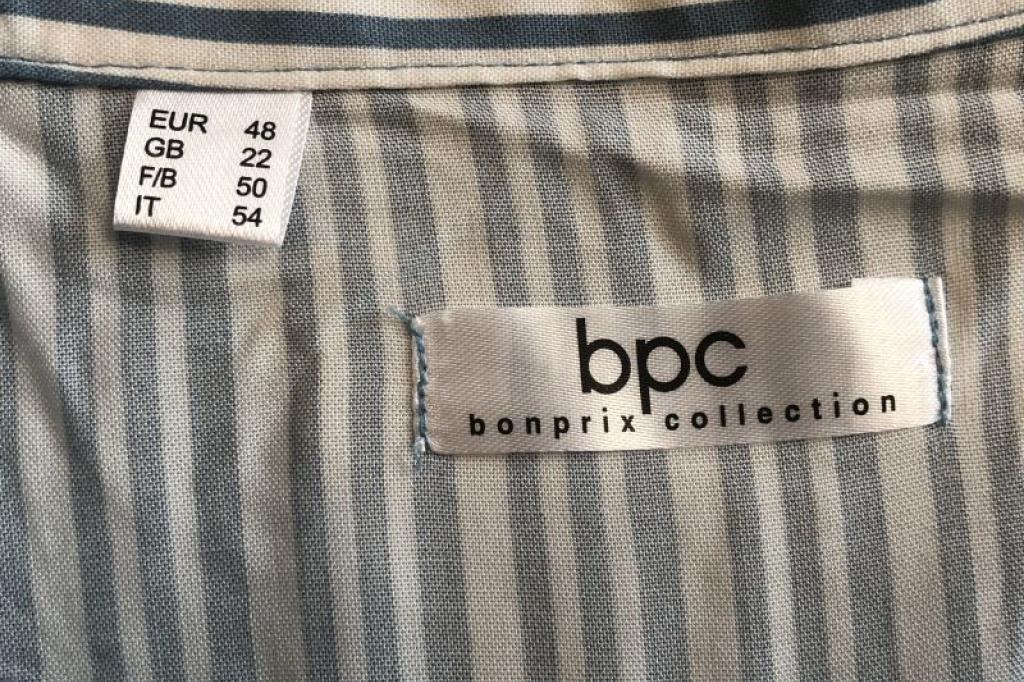 EUR 48
GB 22
F/B 50
IT 54
bpc
bonprix collection